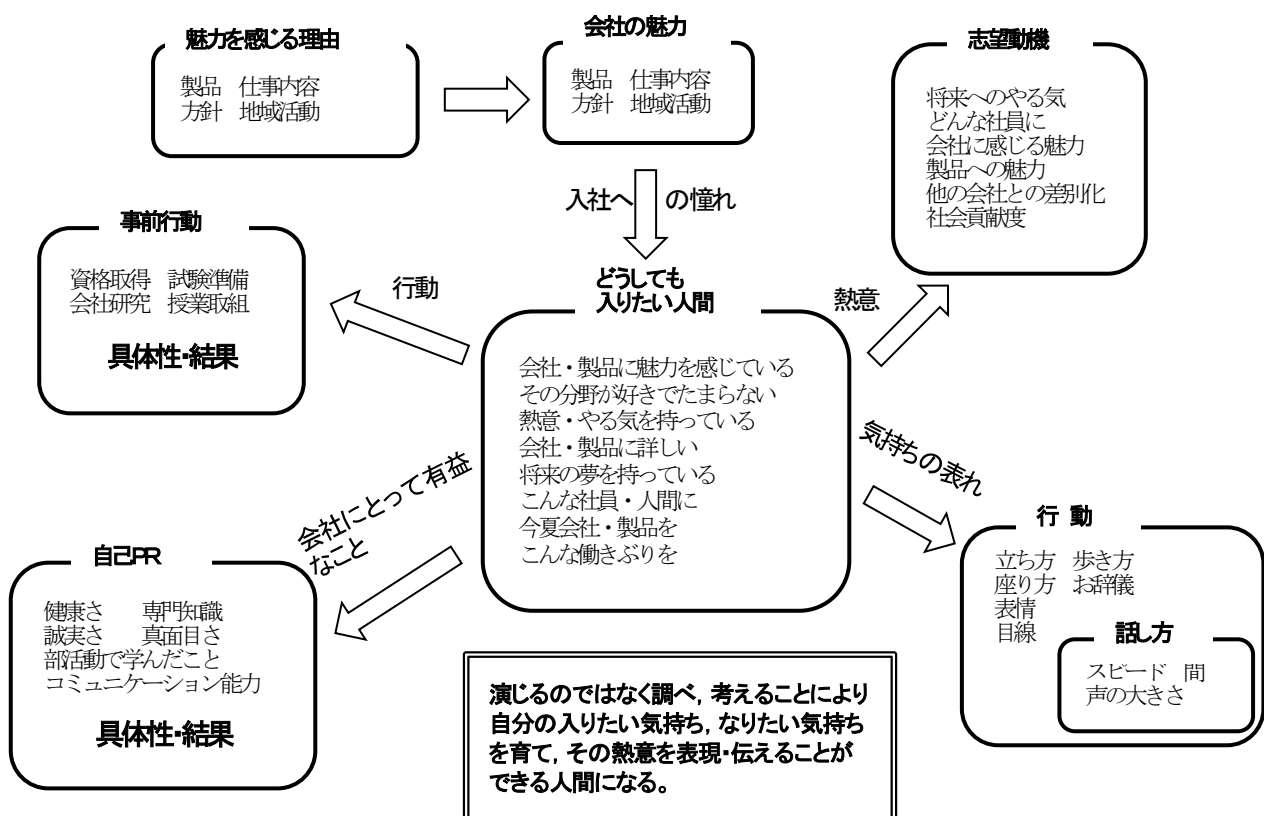 魅力を感じる理由
製品　仕事内容
方針　地域活動
会社の魅力
製品　仕事内容
方針　地域活動
志望動機
将来へのやる気
どんな社員に
会社に感じる魅力
製品への魅力
他の会社との差別化
社会貢献度
入社へ　の憧れ
事前行動
資格取得　試験準備
会社研究　授業取組
具体性・結果
行動
どうしても
入りたい人間
会社・製品に魅力を感じている
その分野が好きでたまらない
熱意・やる気を持っている
会社・製品に詳しい
将来の夢を持っている
こんな社員・人間に
今夏会社・製品を
こんな働きぶりを
熱意
気持ちの表れ
会社にとって有益
なこと
自己PR
健康さ　専門知識
誠実さ　真面目さ
部活動で学んだこと
コミュニケーション能力
具体性・結果
行 動
立ち方　歩き方
座り方　お辞儀
表情
目線
話し方
スピード　間
声の大きさ
演じるのではなく調べ，考えることにより
自分の入りたい気持ち，なりたい気持ち
を育て，その熱意を表現・伝えることが
できる人間になる。